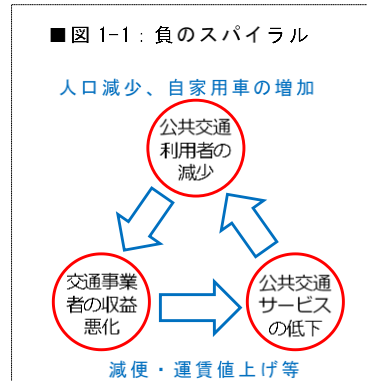 ■図 1-1：負のスパイラル
人口減少、自家用車の増加
公共交通
利用者の
減少
交通事業
者の収益
悪化
公共交通
サービス
の低下
減便・運賃値上げ等